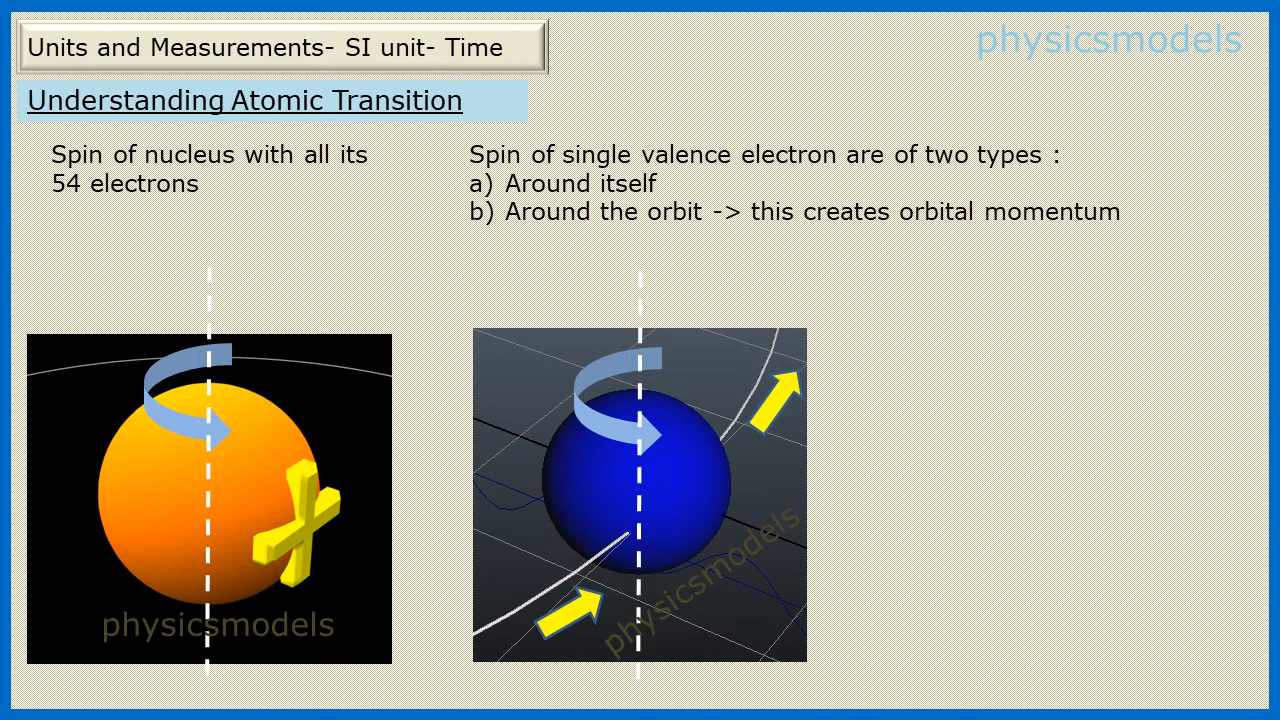 Units and Measurements- SI unit- Time
physicsmodels
Understanding Atomic Transition
Spin of nucleus with all its
54 electrons
Spin of single valence electron are of two types :
a) Around itself
b) Around the orbit -> this creates orbital momentum
physicsmodels
physicsmodels